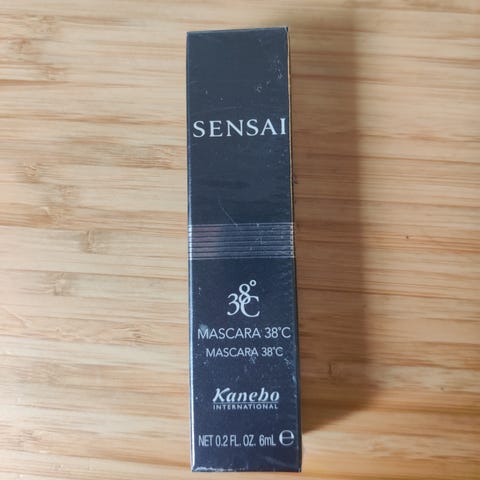 SENSAI
38°C
MASCARA 38°C
MASCARA 38°C
Kanebo
INTERNATIONAL
NET 0.2 FL. OZ. 6mL ℮